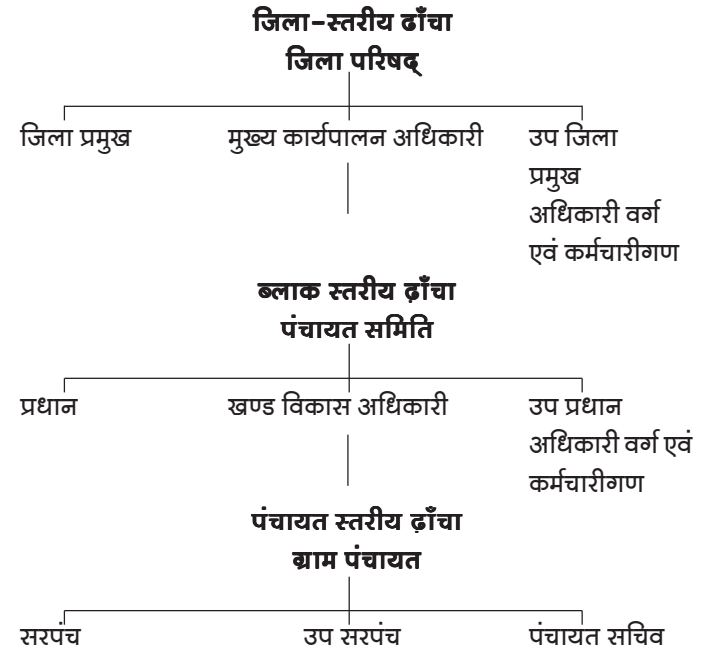 जिला-स्तरीय ढाँचा
जिला परिषद्
जिला प्रमुख मुख्य कार्यपालन अधिकारी उप जिला
प्रमुख
अधिकारी वर्ग
एवं कर्मचारीगण
ब्लाक स्तरीय ढ़ाँचा
पंचायत समिति
प्रधान खण्ड विकास अधिकारी उप प्रधान
अधिकारी वर्ग एवं
कर्मचारीगण
पंचायत स्तरीय ढ़ाँचा
ग्राम पंचायत
सरपंच उप सरपंच पंचायत सचिव